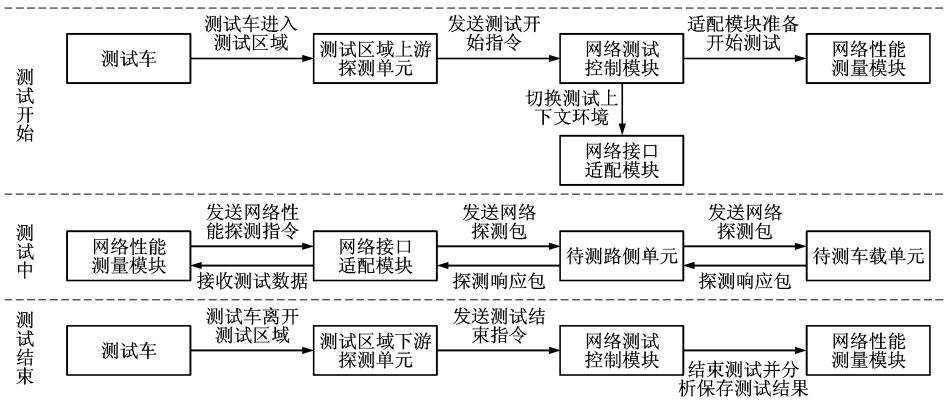 测试开始
测试车
测试车进入
测试区域
测试区域上游
探测单元
发送测试开
始指令
网络测试
控制模块
适配模块准备
开始测试
网络性能
测量模块
切换测试上
下文环境
网络接口
适配模块
测试中
网络性能
测量模块
发送网络性
能探测指令
接收测试数据
网络接口
适配模块
发送网络
探测包
探测响应包
待测路侧单元
发送网络
探测包
探测响应包
待测车载单元
测试结束
测试车
测试车离开
测试区域
测试区域下游
探测单元
发送测试结
束指令
网络测试
控制模块
结束测试并分
析保存测试结果
网络性能
测量模块